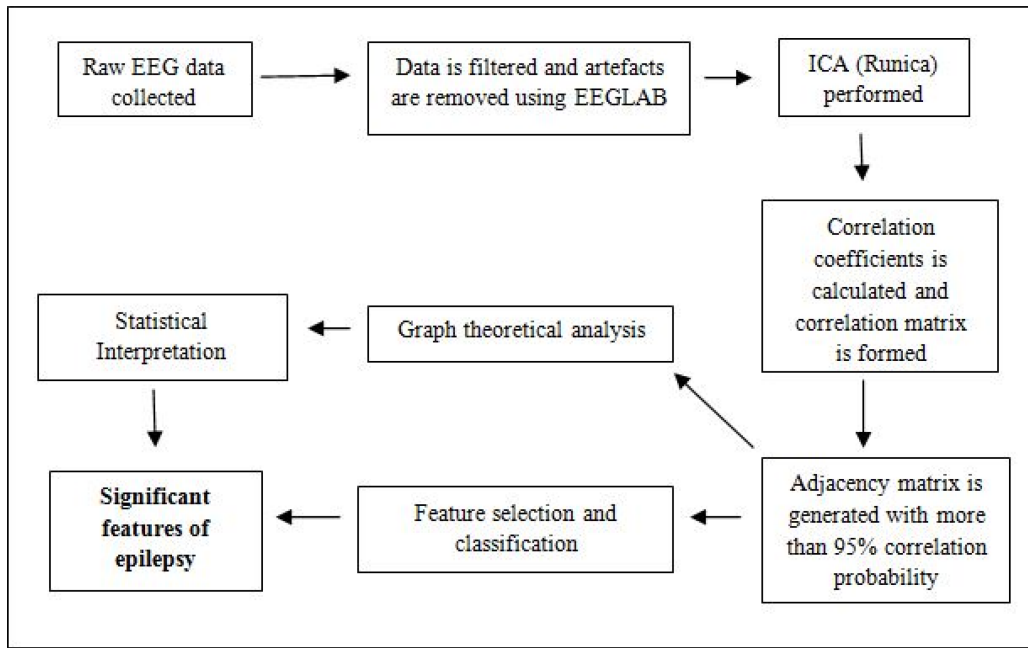 Raw EEG data
collected
Data is filtered and artefacts
are removed using EEGLAB
ICA (Runica)
performed
Correlation
coefficients is
calculated and
correlation matrix
is formed
Adjacency matrix is
generated with more
than 95% correlation
probability
Graph theoretical analysis
Statistical
Interpretation
Feature selection and
classification
Significant
features of
epilepsy